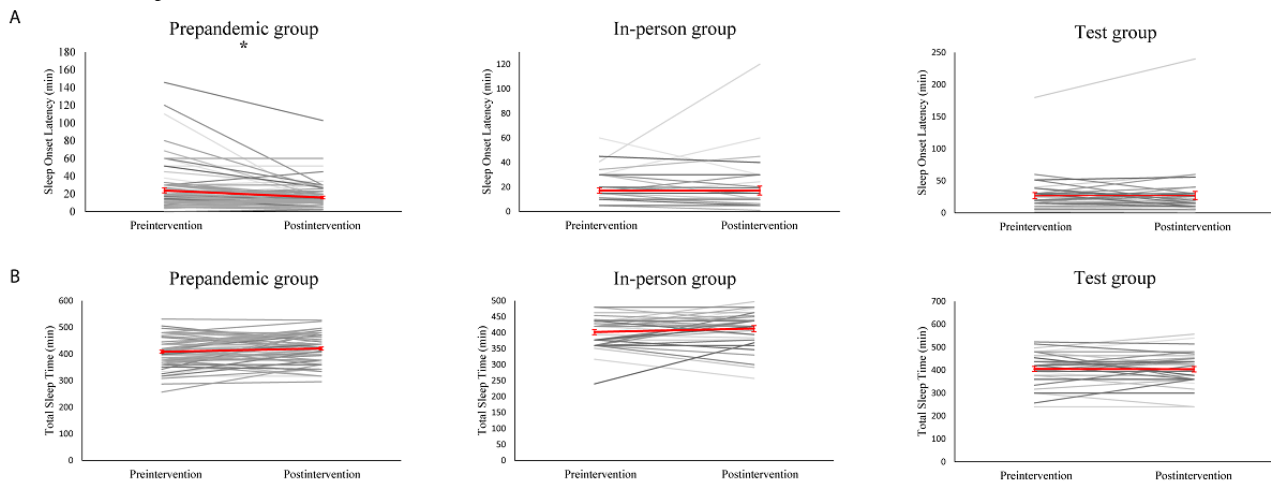 A
Prepandemic group
*
Sleep Onset Latency (min)
180
160
140
120
100
80
60
40
20
0
Preintervention
Postintervention
In-person group
Sleep Onset Latency (min)
120
100
80
60
40
20
0
Preintervention
Postintervention
Test group
Sleep Onset Latency (min)
250
200
150
100
50
0
Preintervention
Postintervention
B
Prepandemic group
Total Sleep Time (min)
600
500
400
300
200
100
0
Preintervention
Postintervention
In-person group
Total Sleep Time (min)
500
450
400
350
300
250
200
150
100
50
0
Preintervention
Postintervention
Test group
Total Sleep Time (min)
700
600
500
400
300
200
100
0
Preintervention
Postintervention